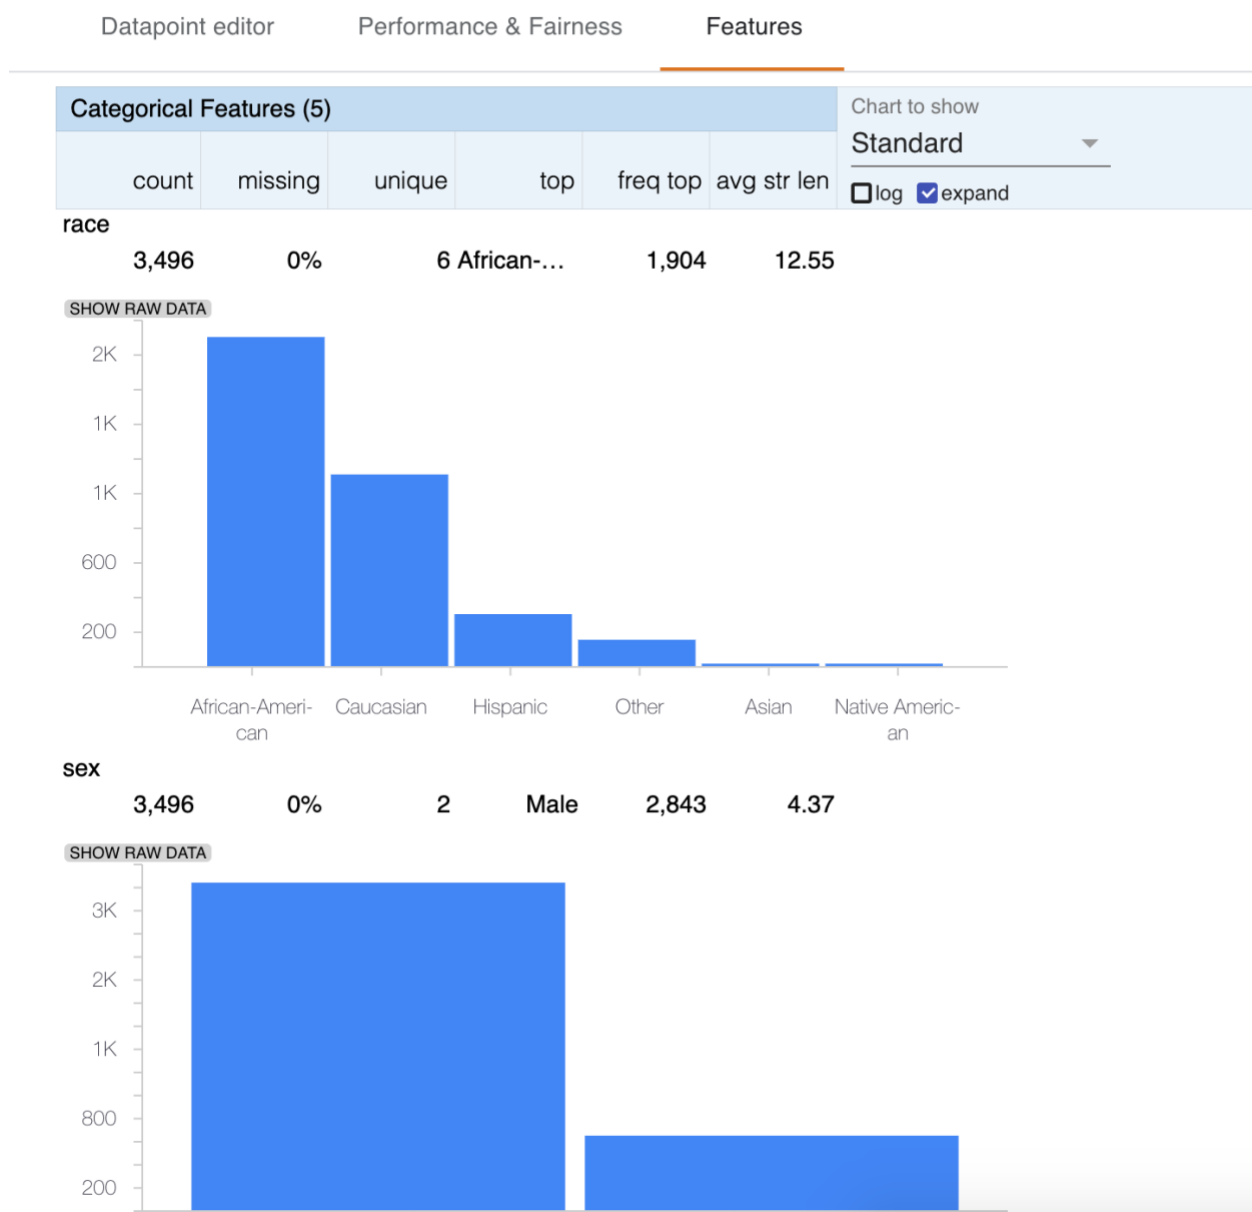 Datapoint editor Performance & Fairness Features
Categorical Features (5) Chart to show
Standard
count missing unique top freq top avg str len
log expand
race
3,496 0% 6 African-... 1,904 12.55
SHOW RAW DATA
2K
1K
1K
600
200
African-Ameri- Caucasian Hispanic Other Asian Native Americ-
can an
sex
3,496 0% 2 Male 2,843 4.37
SHOW RAW DATA
3K
2K
1K
800
200